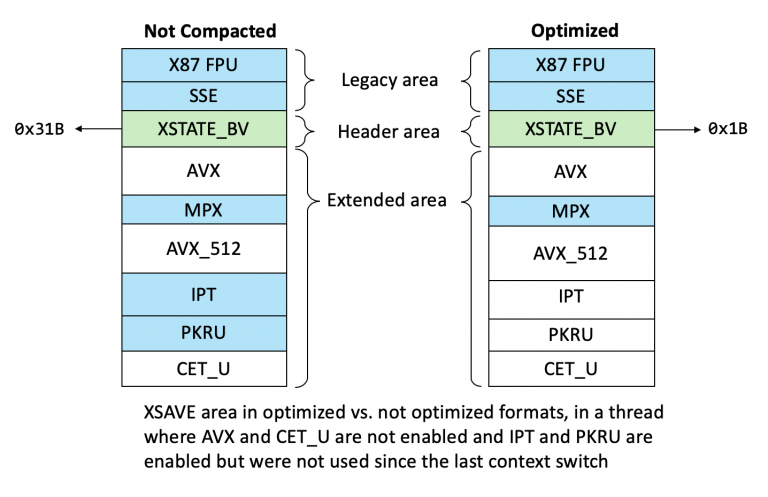 Not Compacted
Optimized
X87 FPU
SSE
XSTATE_BV
AVX
MPX
AVX_512
IPT
PKRU
CET_U
0x31B
Legacy area
Header area
Extended area
X87 FPU
SSE
XSTATE_BV
AVX
MPX
AVX_512
IPT
PKRU
CET_U
0x1B
XSAVE area in optimized vs. not optimized formats, in a thread
where AVX and CET_U are not enabled and IPT and PKRU are
enabled but were not used since the last context switch